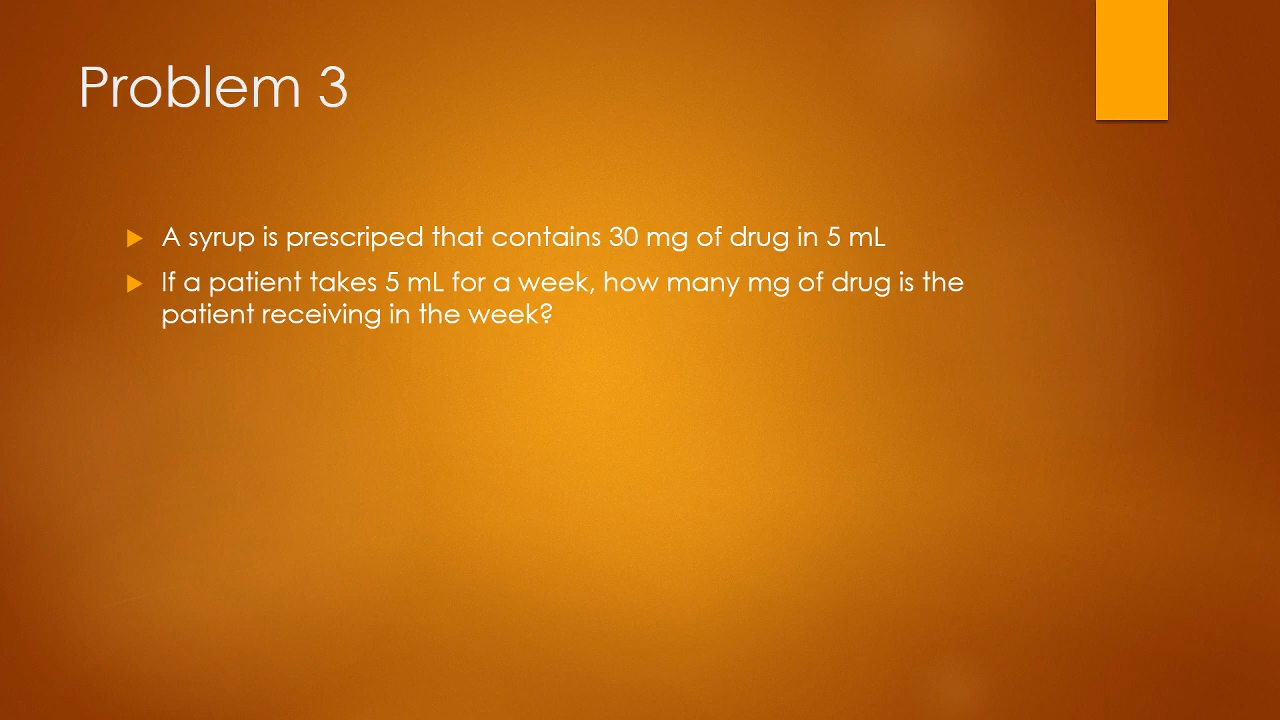 Problem 3
A syrup is prescriped that contains 30 mg of drug in 5 mL
If a patient takes 5 mL for a week, how many mg of drug is the
patient receiving in the week?